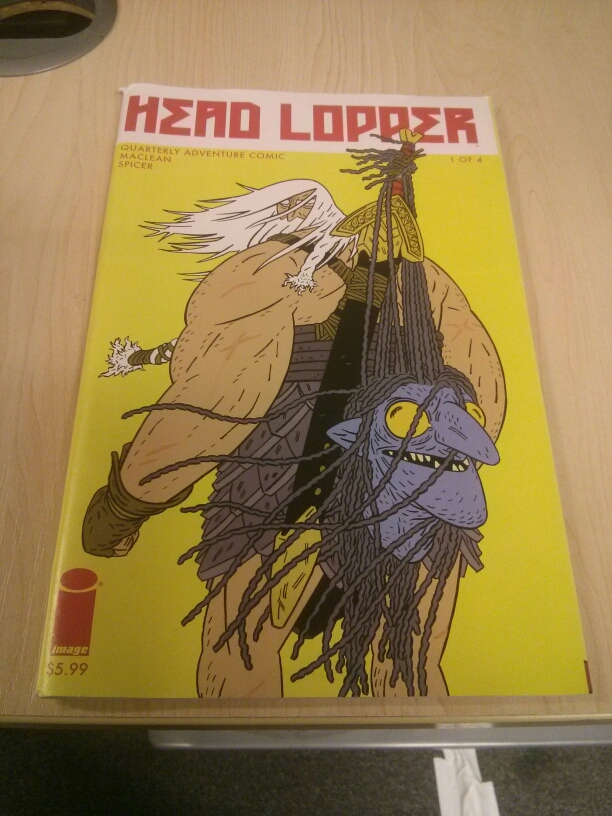 HEAD LOPPER
QUARTERLY ADVENTURE COMIC
MACLEAN
SPICER
1 OF 4
image
$5.99